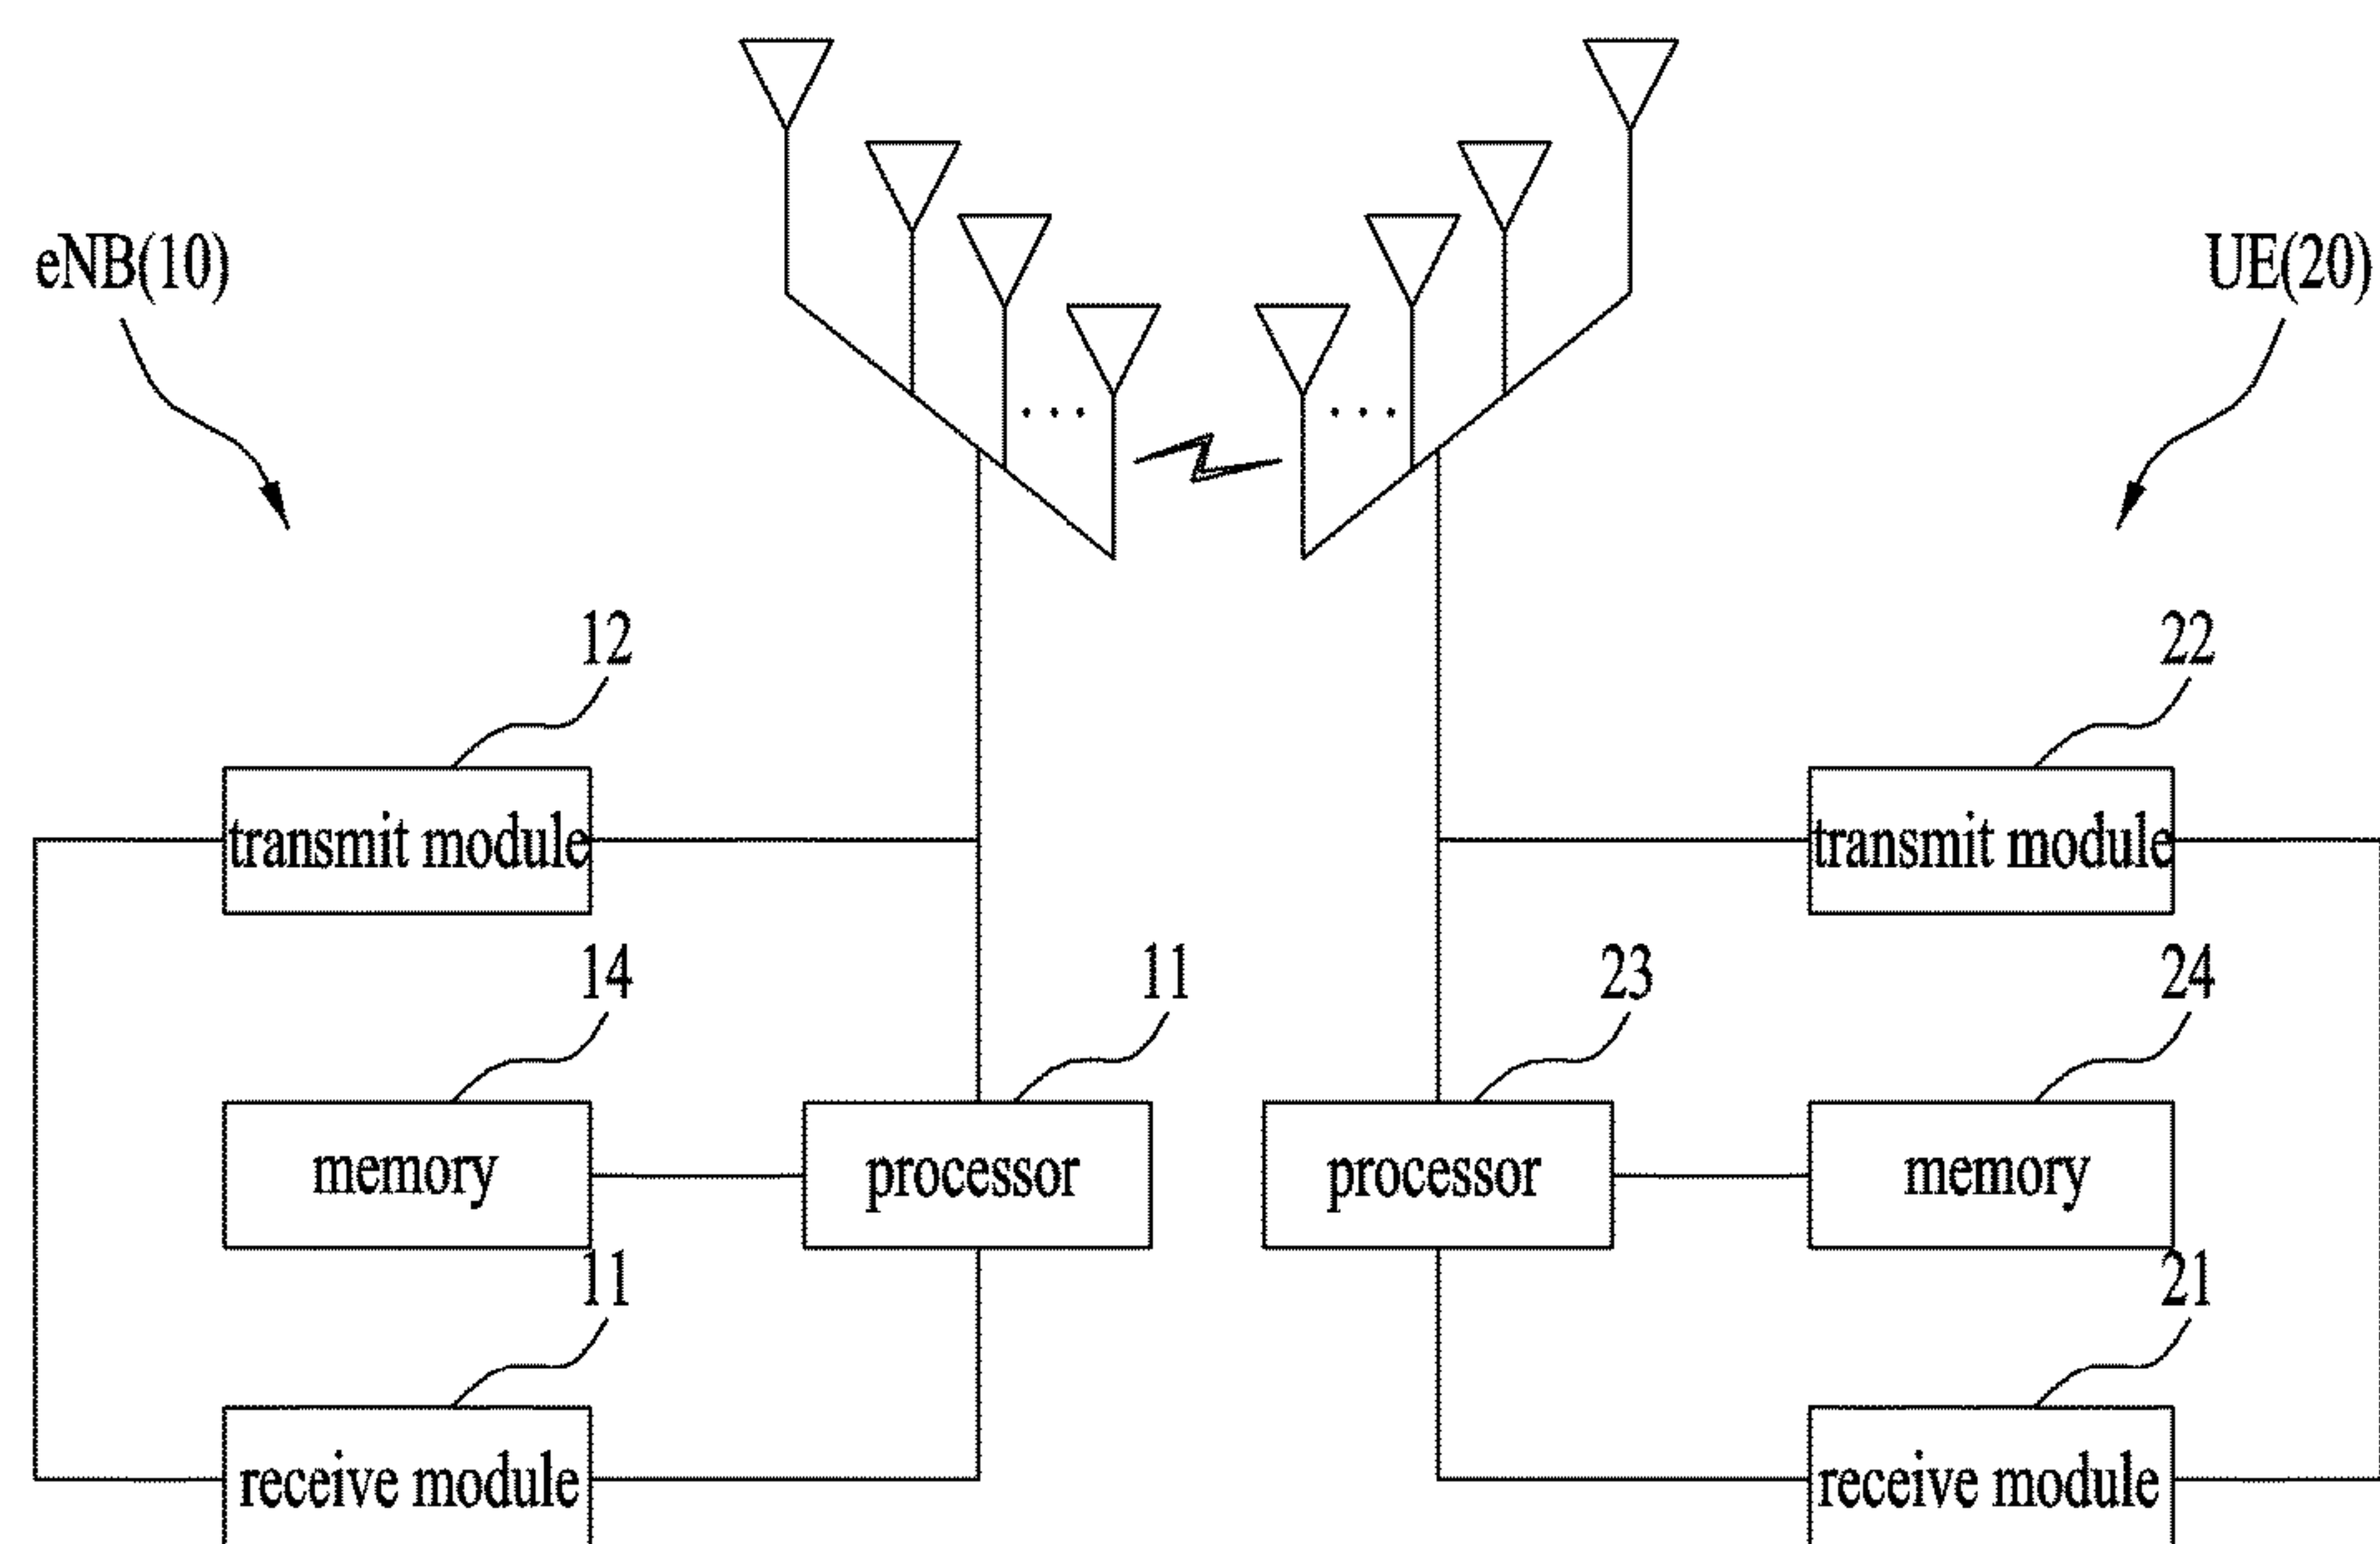 eNB(10)
UE(20)
12
22
transmit module
transmit module
14
11
23
24
memory
processor
processor
memory
11
21
receive module
receive module